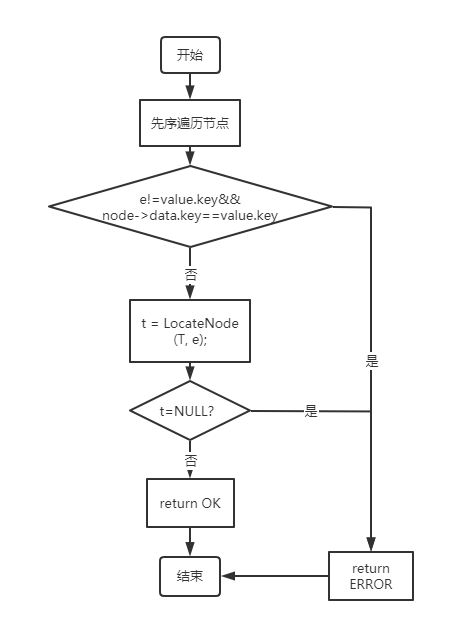 开始
先序遍历节点
e!=value.key&&
node->data.key==value.key
否
t = LocateNode
(T, e);
是
t=NULL?
是
否
return OK
结束
return
ERROR